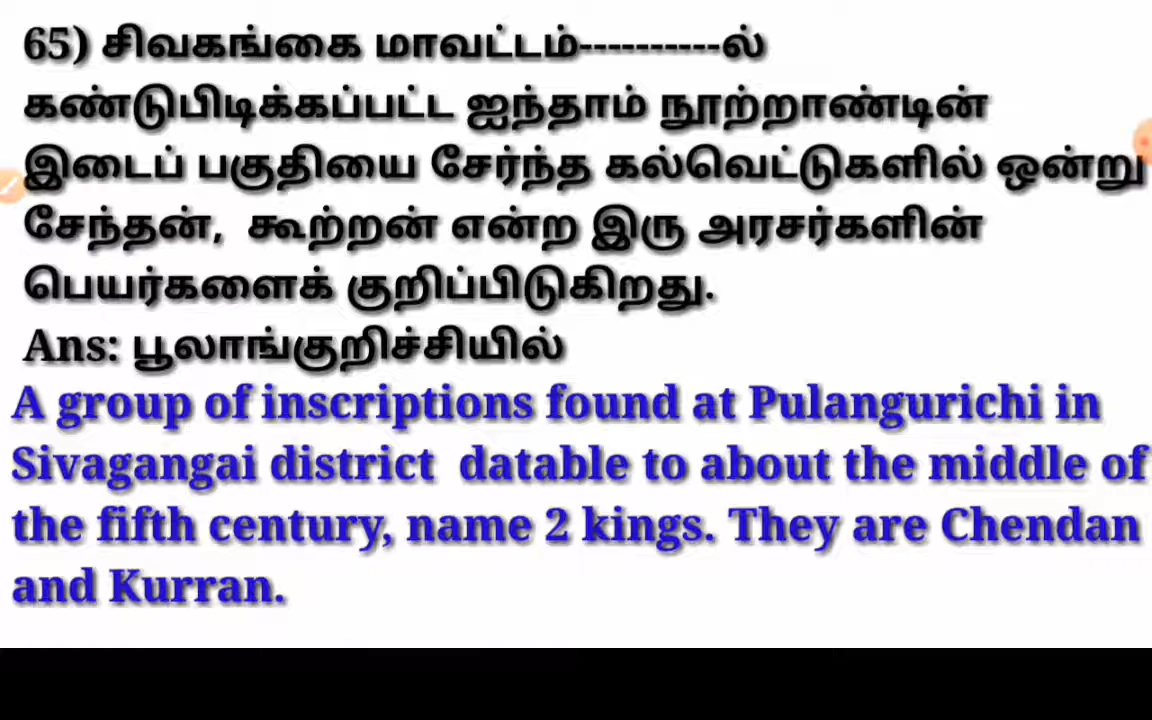 65) சிவகங்கை மாவட்டம்----------ல்
கண்டுபிடிக்கப்பட்ட ஐந்தாம் நூற்றாண்டின்
இடைப் பகுதியை சேர்ந்த கல்வெட்டுகளில் ஒன்று
சேந்தன், கூற்றன் என்ற இரு அரசர்களின்
பெயர்களைக் குறிப்பிடுகிறது.
Ans: பூலாங்குறிச்சியில்
A group of inscriptions found at Pulangurichi in
Sivagangai district datable to about the middle of
the fifth century, name 2 kings. They are Chendan
and Kurran.